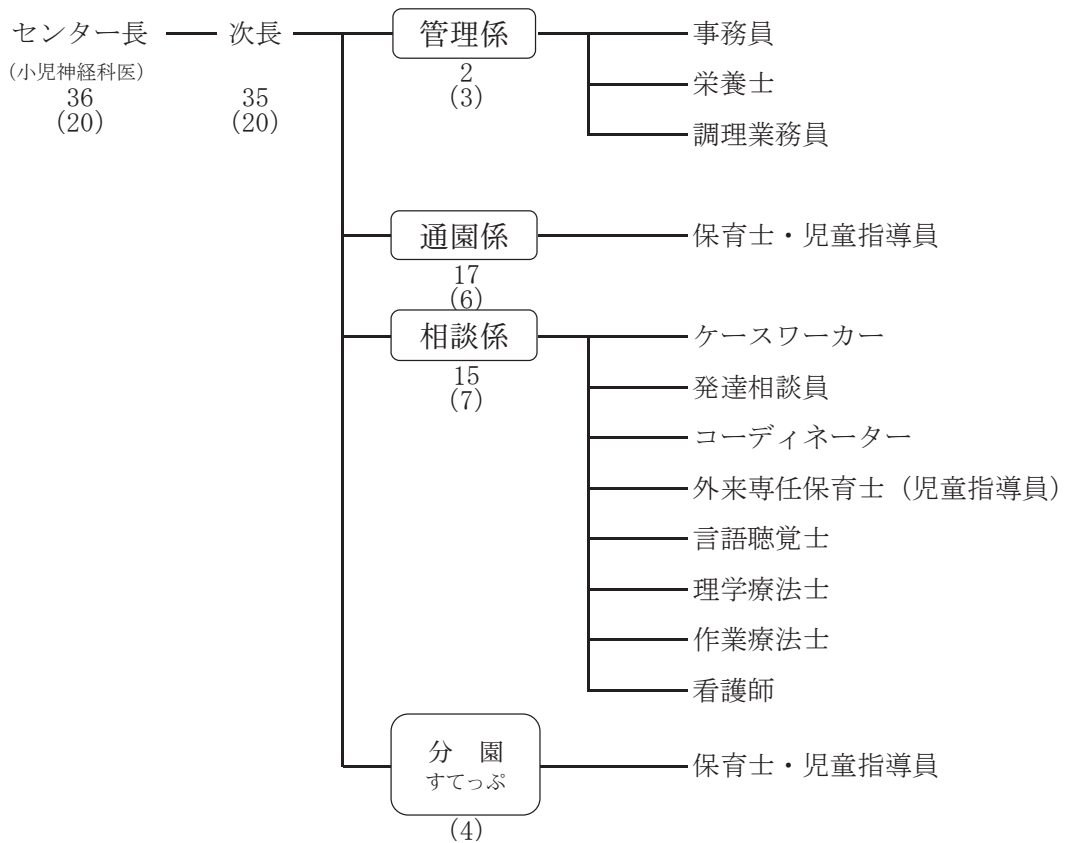 センター長 次長 管理係 事務員
(小児神経科医) 2 栄養士
36 35 (3)
(20) (20) 調理業務員
通園係 保育士・児童指導員
17
(6)
相談係 ケースワーカー
15 発達相談員
(7)
コーディネーター
外来専任保育士(児童指導員)
言語聴覚士
理学療法士
作業療法士
看護師
分 園
すてっぷ 保育士・児童指導員
(4)